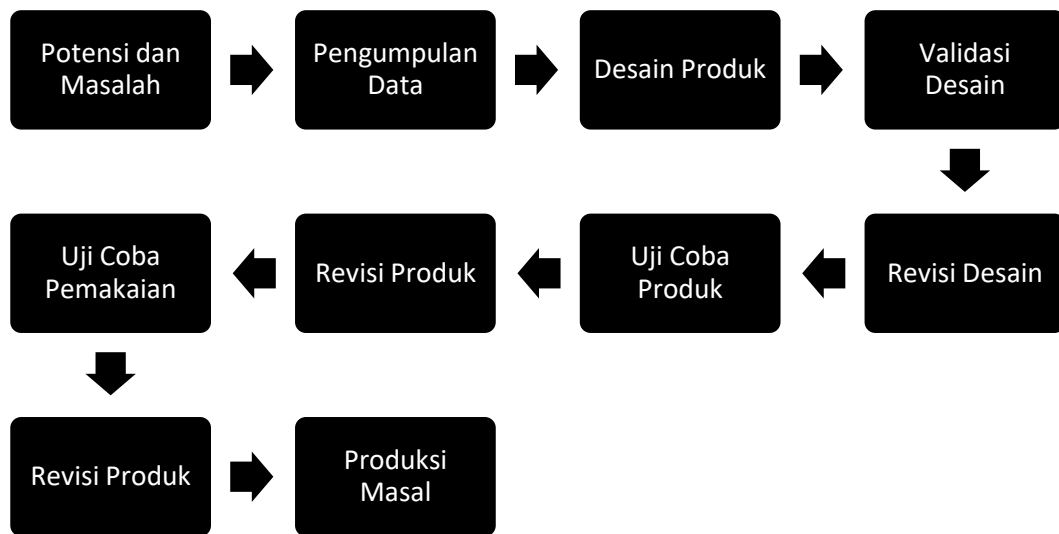 Potensi dan
Masalah
Pengumpulan
Data
Desain Produk
Validasi
Desain
Revisi Desain
Uji Coba
Produk
Revisi Produk
Uji Coba
Pemakaian
Revisi Produk
Produksi
Masal